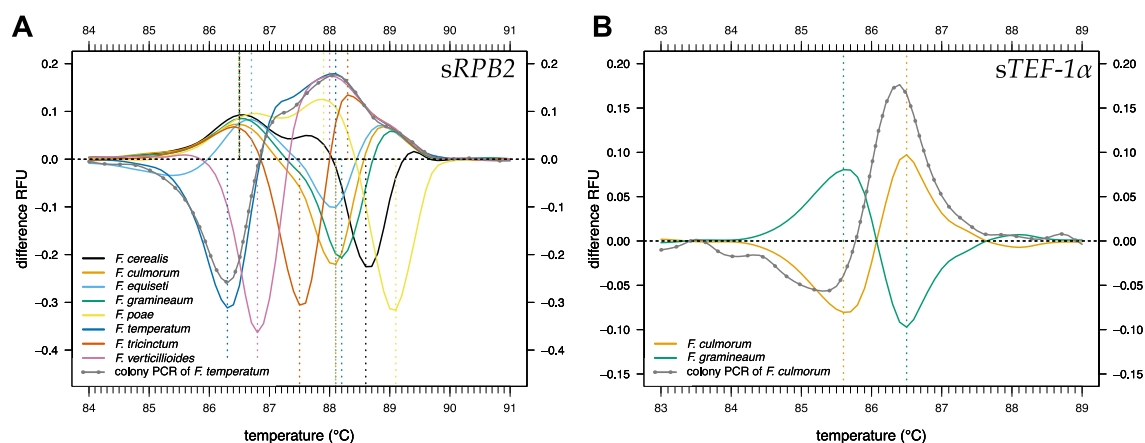 A
84 85 86 87 88 89 90 91
sRPB2
0.2 0.2
0.1 0.1
0.0 0.0
−0.1 −0.1
−0.2 −0.2
−0.3 −0.3
−0.4 −0.4
difference RFU
F. cerealis
F. culmorum
F. equiseti
F. gramineaum
F. poae
F. temperatum
F. tricinctum
F. verticillioides
colony PCR of F. temperatum
84 85 86 87 88 89 90 91
temperature (°C)
B
83 84 85 86 87 88 89
sTEF-1α
0.20 0.20
0.15 0.15
0.10 0.10
0.05 0.05
0.00 0.00
−0.05 −0.05
−0.10 −0.10
−0.15 −0.15
difference RFU
F. culmorum
F. gramineaum
colony PCR of F. culmorum
83 84 85 86 87 88 89
temperature (°C)